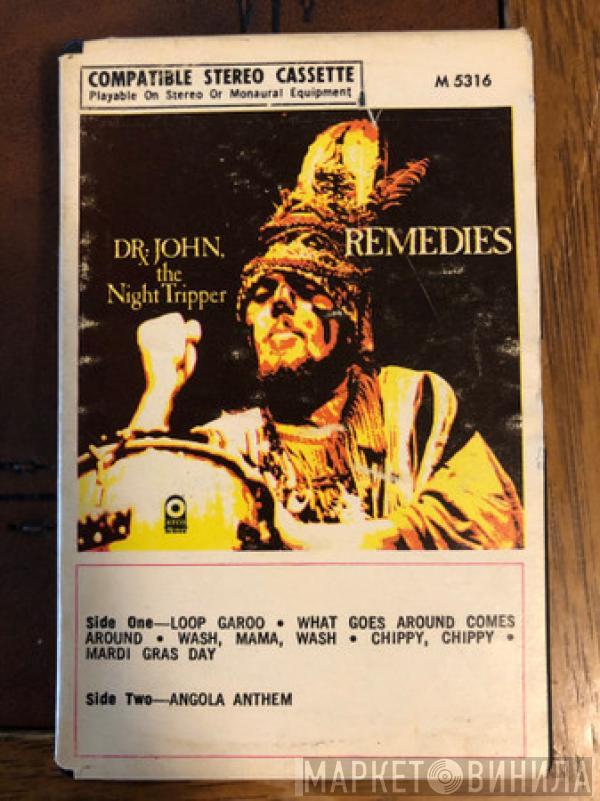 COMPATIBLE STEREO CASSETTE
Playable On Stereo Or Monaural Equipment
M 5316
DR. JOHN,
the
Night Tripper
REMEDIES
ATCO
Side One—LOOP GAROO • WHAT GOES AROUND COMES
AROUND • WASH, MAMA, WASH • CHIPPY, CHIPPY •
MARDI GRAS DAY
Side Two—ANGOLA ANTHEM
МАРКЕТ ВИНИЛА